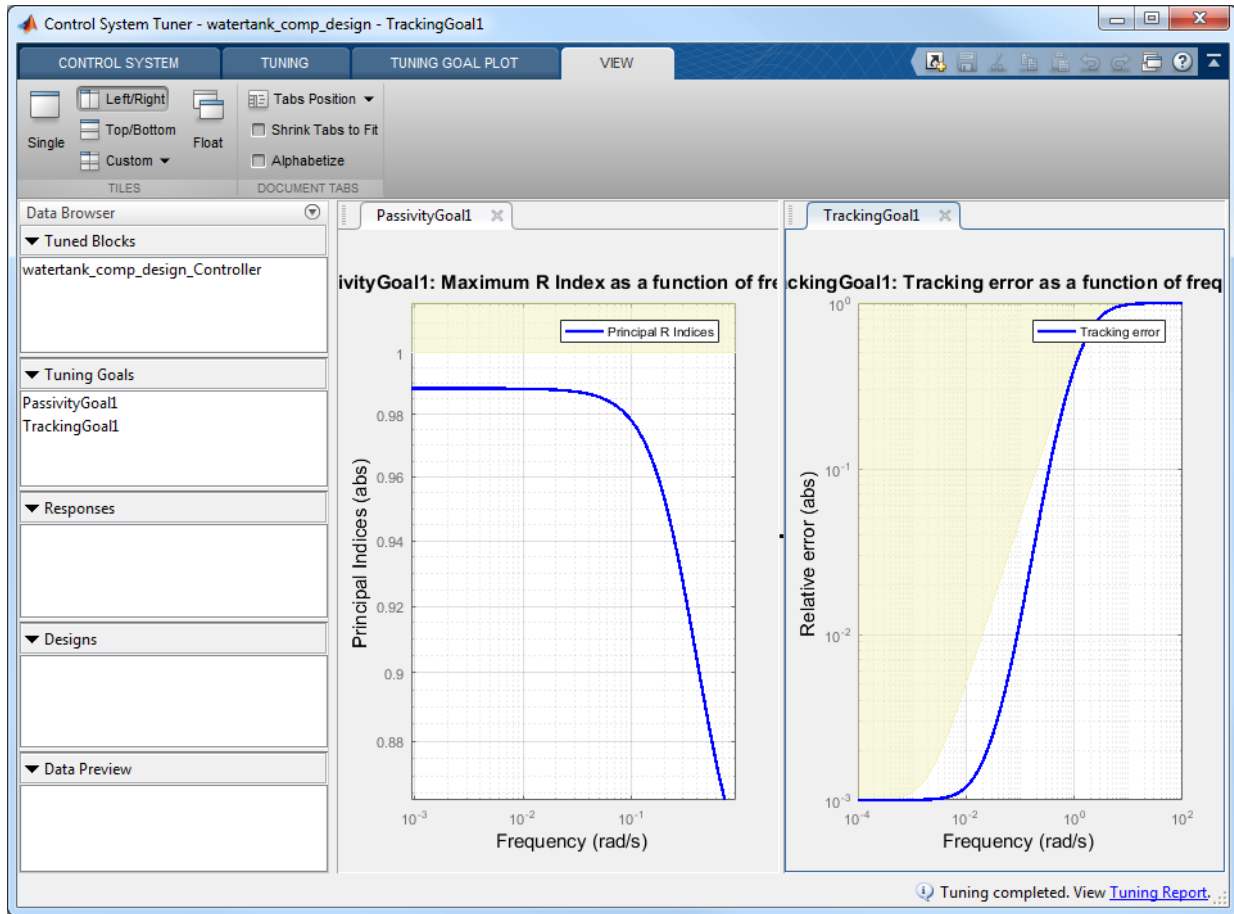 Control System Tuner - watertank_comp_design - TrackingGoal1
CONTROL SYSTEM
TUNING
TUNING GOAL PLOT
VIEW
Single
Left/Right
Top/Bottom
Custom
Float
Tabs Position
Shrink Tabs to Fit
Alphabetize
TILES
DOCUMENT TABS
Data Browser
Tuned Blocks
watertank_comp_design_Controller
Tuning Goals
PassivityGoal1
TrackingGoal1
Responses
Designs
Data Preview
PassivityGoal1
ivityGoal1: Maximum R Index as a function of fre
Principal R Indices
1
0.98
0.96
0.94
0.92
0.9
0.88
Principal Indices (abs)
10^-3
10^-2
10^-1
Frequency (rad/s)
TrackingGoal1
ckingGoal1: Tracking error as a function of freq
Tracking error
10^0
10^-1
10^-2
10^-3
Relative error (abs)
10^-4
10^-2
10^0
10^2
Frequency (rad/s)
Tuning completed. View Tuning Report.